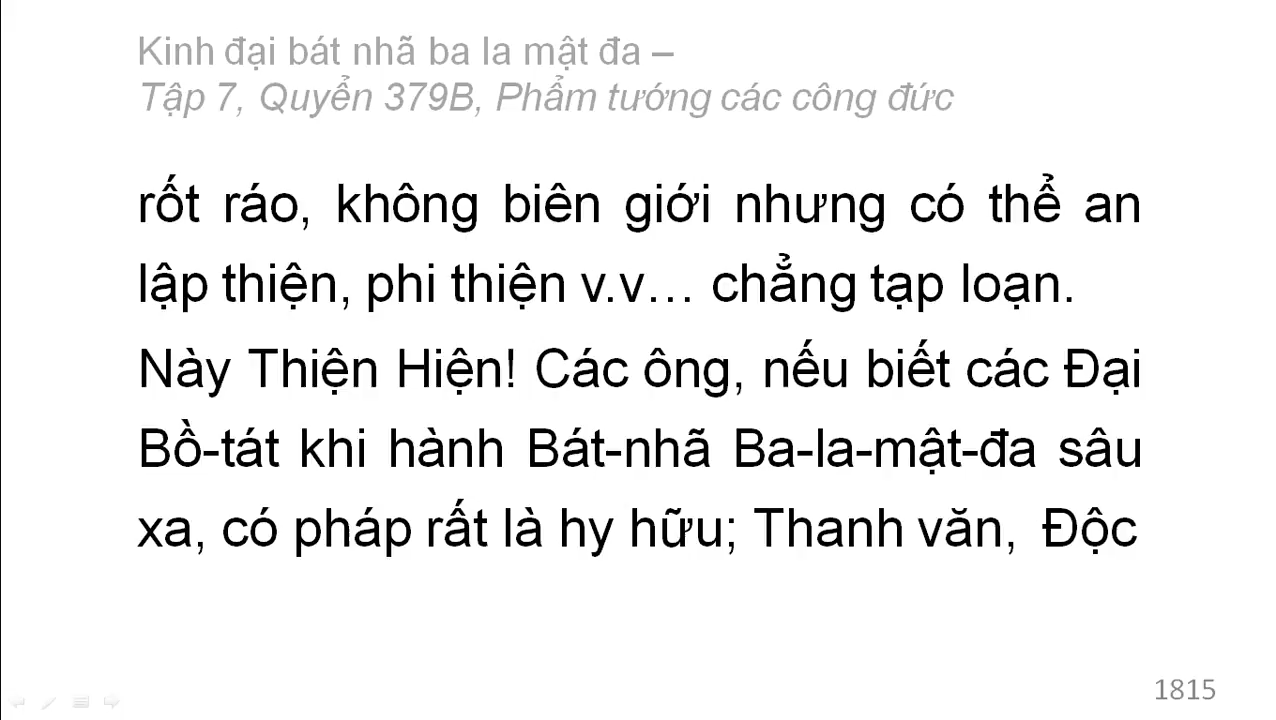 Kinh đại bát nhã ba la mật đa –
Tập 7, Quyển 379B, Phẩm tướng các công đức
rốt ráo, không biên giới nhưng có thể an
lập thiện, phi thiện v.v… chẳng tạp loạn.
Này Thiện Hiện! Các ông, nếu biết các Đại
Bồ-tát khi hành Bát-nhã Ba-la-mật-đa sâu
xa, có pháp rất là hy hữu; Thanh văn, Độc
1815